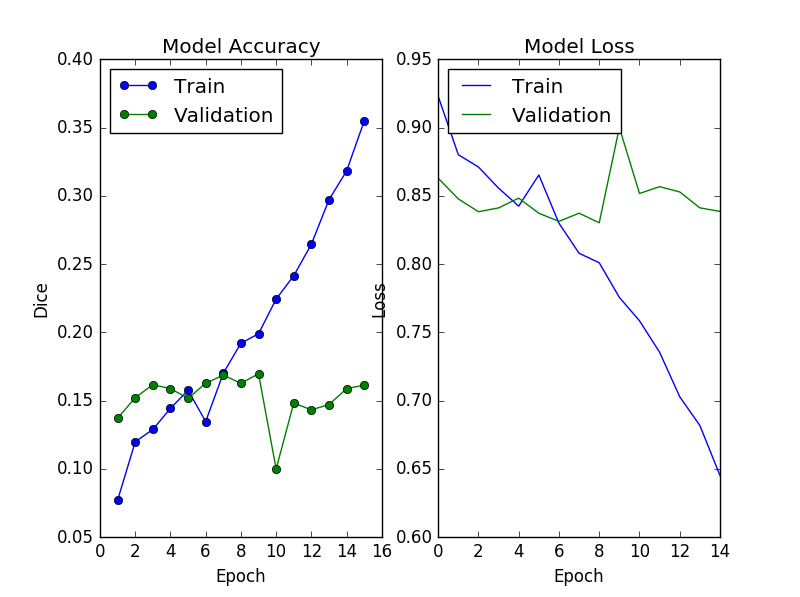 Model Accuracy
Train
Validation
Dice
0.40
0.35
0.30
0.25
0.20
0.15
0.10
0.05
0 2 4 6 8 10 12 14 16
Epoch
Model Loss
Train
Validation
Loss
0.95
0.90
0.85
0.80
0.75
0.70
0.65
0.60
0 2 4 6 8 10 12 14
Epoch